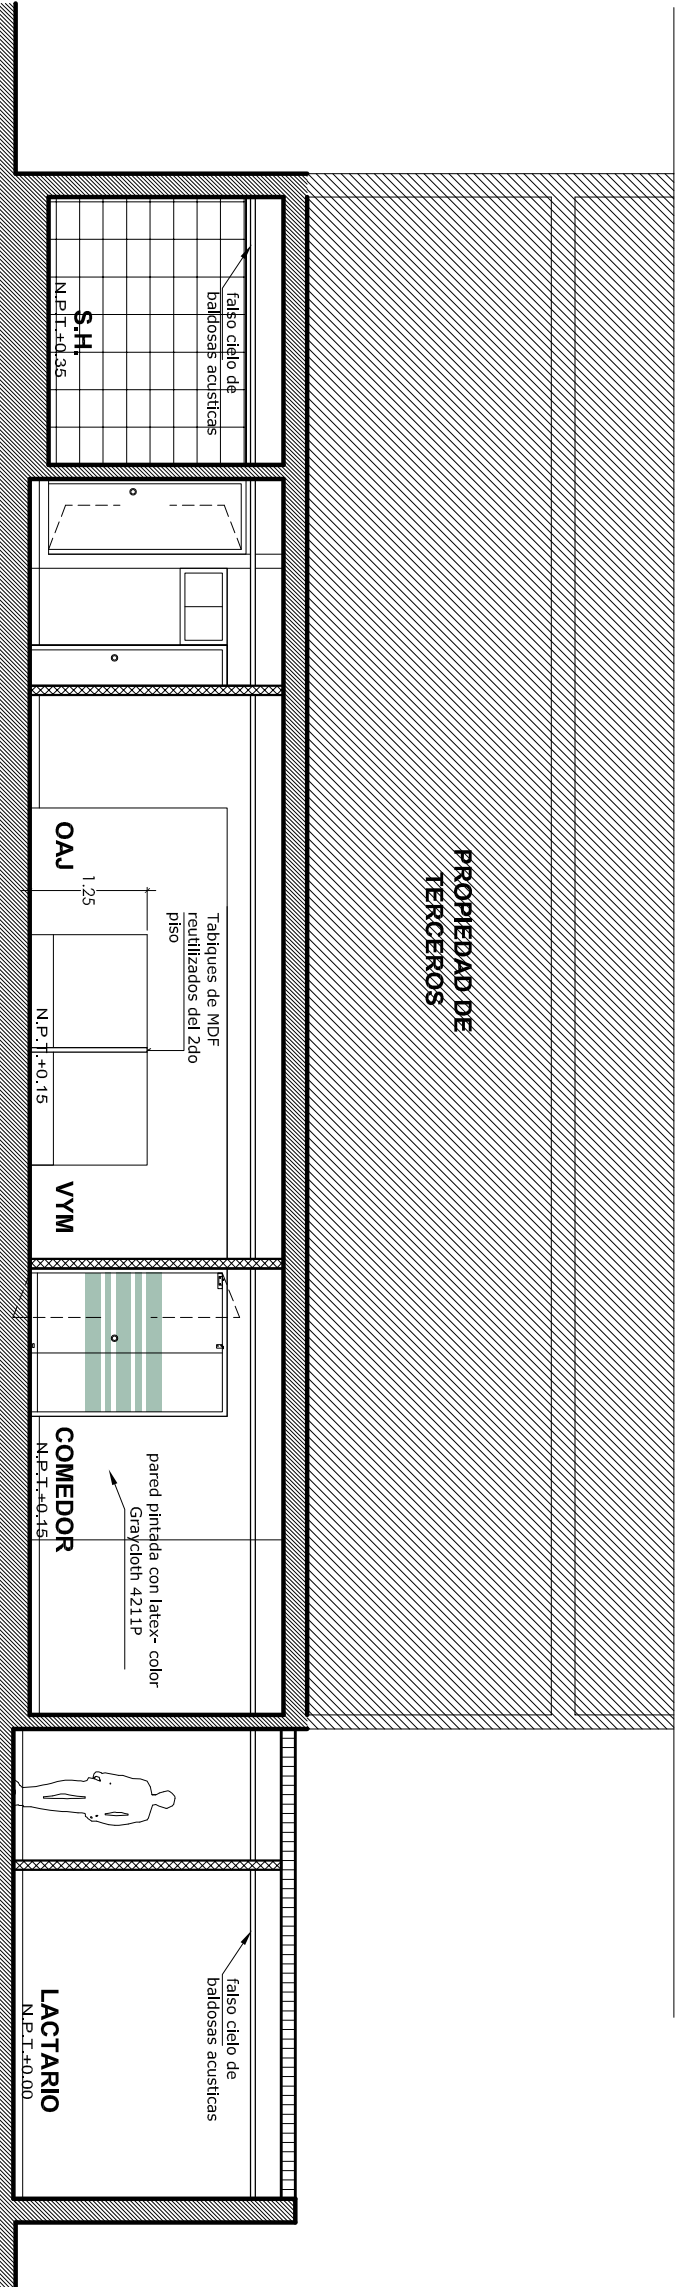 PROPIEDAD DE
TERCEROS
falso cielo de
baldosas acusticas
S.H.
N.P.T.+0.35
OAJ
1.25
Tabiques de MDF
reutilizados del 2do
piso
N.P.T.+0.15
VYM
COMEDOR
N.P.T.+0.15
pared pintada con latex- color
Graycloth 4211P
falso cielo de
baldosas acusticas
LACTARIO
N.P.T.+0.00